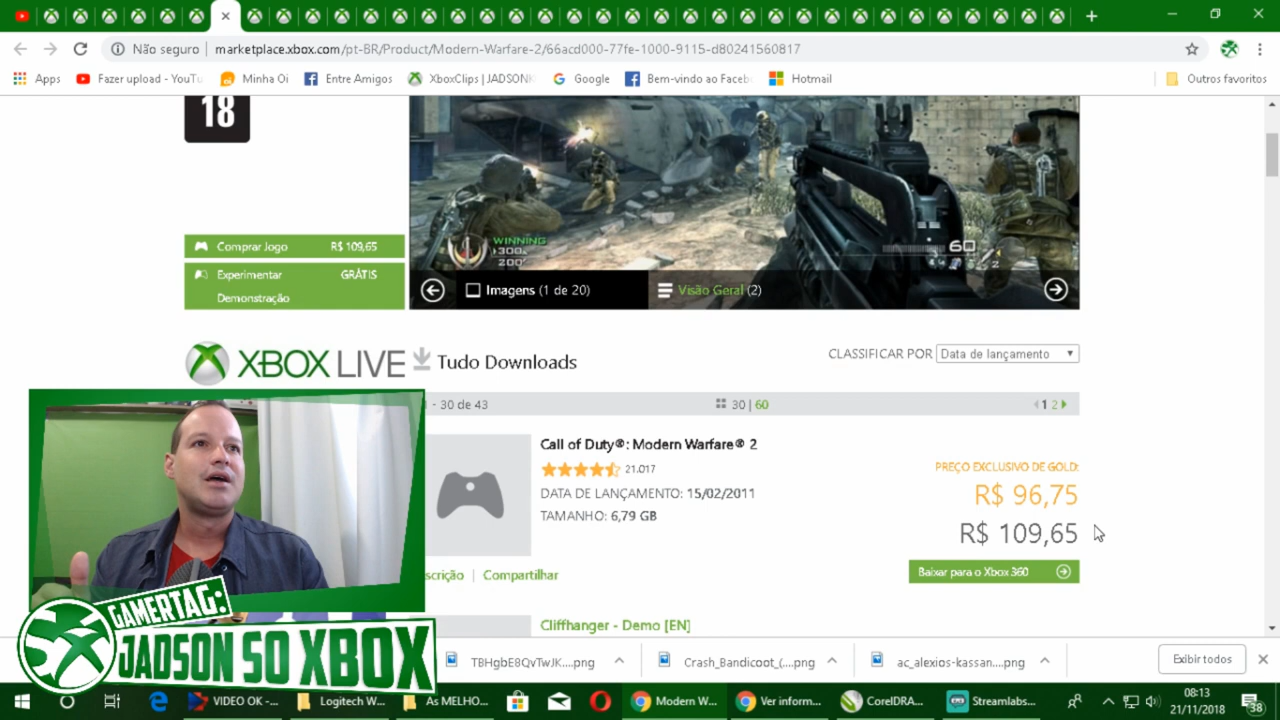 Não seguro | marketplace.xbox.com/pt-BR/Product/Modern-Warfare-2/66acd000-77fe-1000-9115-d80241560817
Apps
Fazer upload - YouTu
Minha Oi
Entre Amigos
XboxClips | JADSON
Google
Bem-vindo ao Faceb
Hotmail
Outros favoritos
18
Comprar Jogo R$ 109,65
Experimentar GRÁTIS
Demonstração
WINNING
300
200
60
2
Imagens (1 de 20)
Visão Geral (2)
XBOX LIVE
Tudo Downloads
CLASSIFICAR POR Data de lançamento
- 30 de 43
30 | 60
1 2
Call of Duty®: Modern Warfare® 2
21.017
DATA DE LANÇAMENTO: 15/02/2011
TAMANHO: 6,79 GB
PREÇO EXCLUSIVO DE GOLD:
R$ 96,75
R$ 109,65
Baixar para o Xbox 360
scrição | Compartilhar
Cliffhanger - Demo [EN]
GAMERTAG:
JADSON SO XBOX
TBHgbE8QvTwJK....png
Crash_Bandicoot_(....png
ac_alexios-kassan....png
Exibir todos
VIDEO OK -...
Logitech W...
As MELHO...
Modern W...
Ver inform...
CorelDRA...
Streamlabs...
08:13
21/11/2018
38